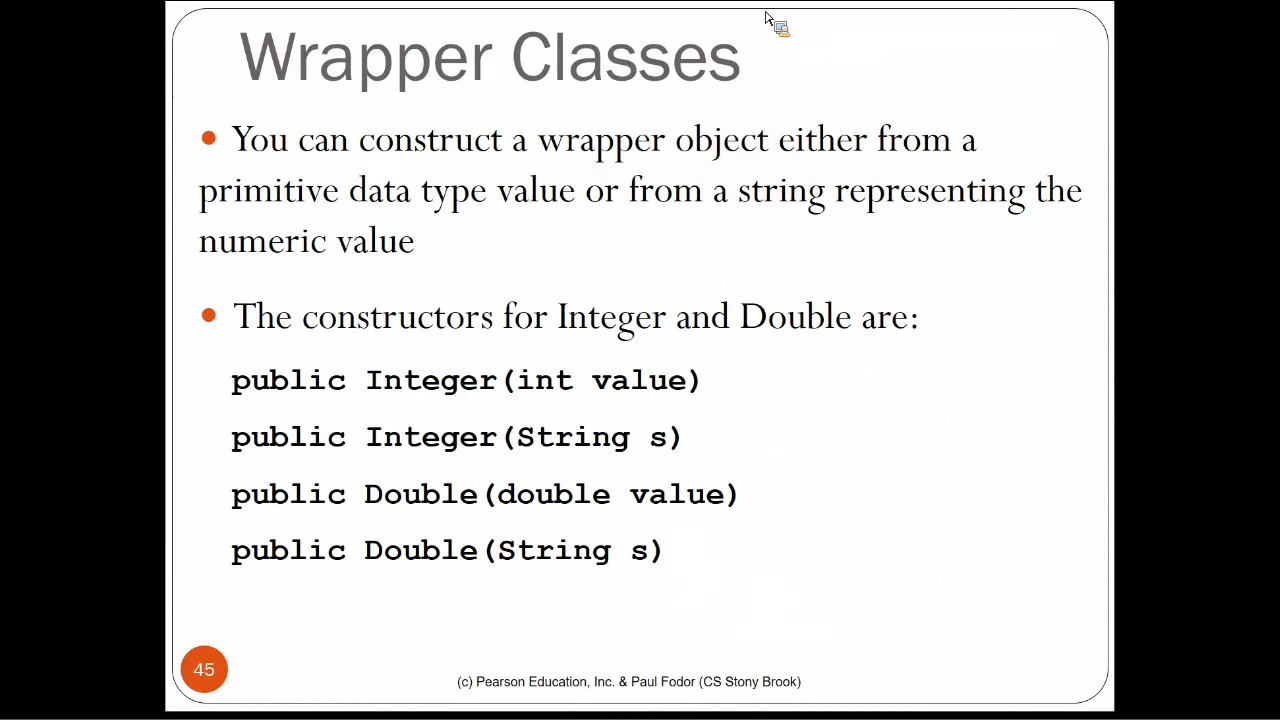 Wrapper Classes
• You can construct a wrapper object either from a
primitive data type value or from a string representing the
numeric value
• The constructors for Integer and Double are:
public Integer(int value)
public Integer(String s)
public Double(double value)
public Double(String s)
45
(c) Pearson Education, Inc. & Paul Fodor (CS Stony Brook)